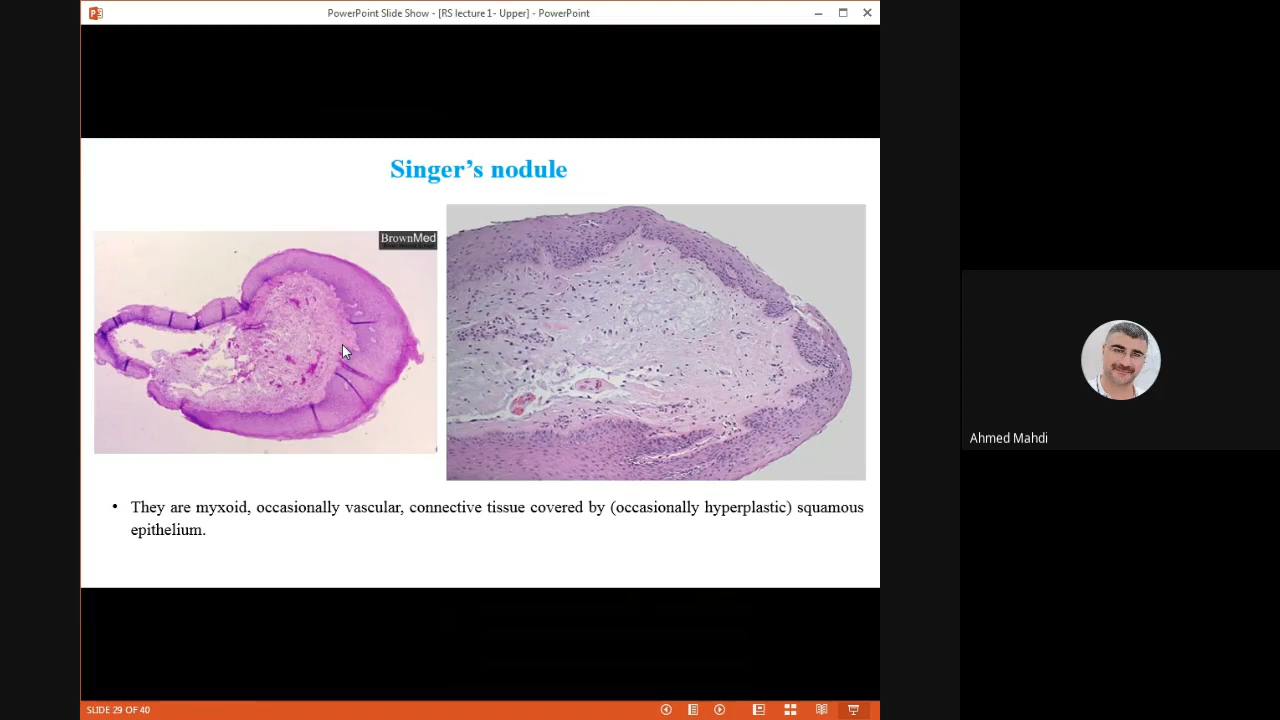 PowerPoint Slide Show - [RS lecture 1- Upper] - PowerPoint
Singer's nodule
BrownMed
• They are myxoid, occasionally vascular, connective tissue covered by (occasionally hyperplastic) squamous
epithelium.
Ahmed Mahdi
SLIDE 29 OF 40